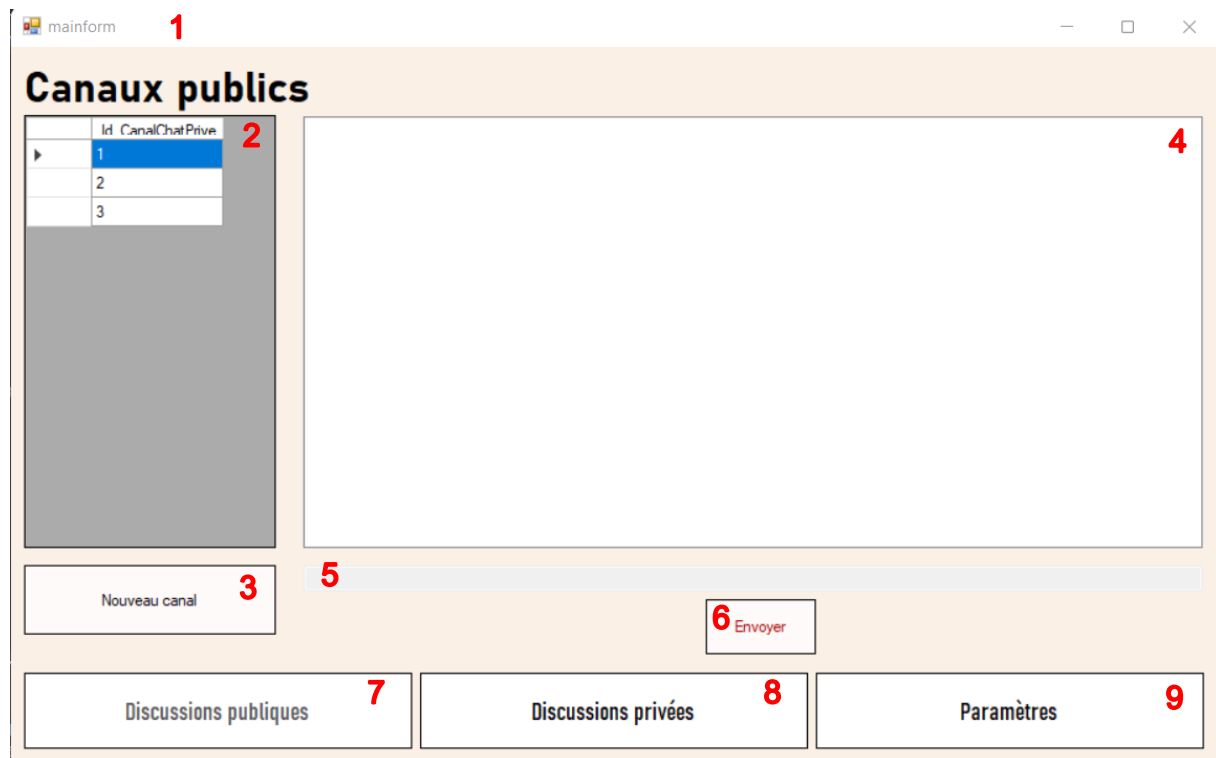 mainform 1
Canaux publics
Id_CanalChatPrive 2
1
2
3
4
Nouveau canal 3
5
6 Envoyer
Discussions publiques 7
Discussions privées 8
Paramètres 9